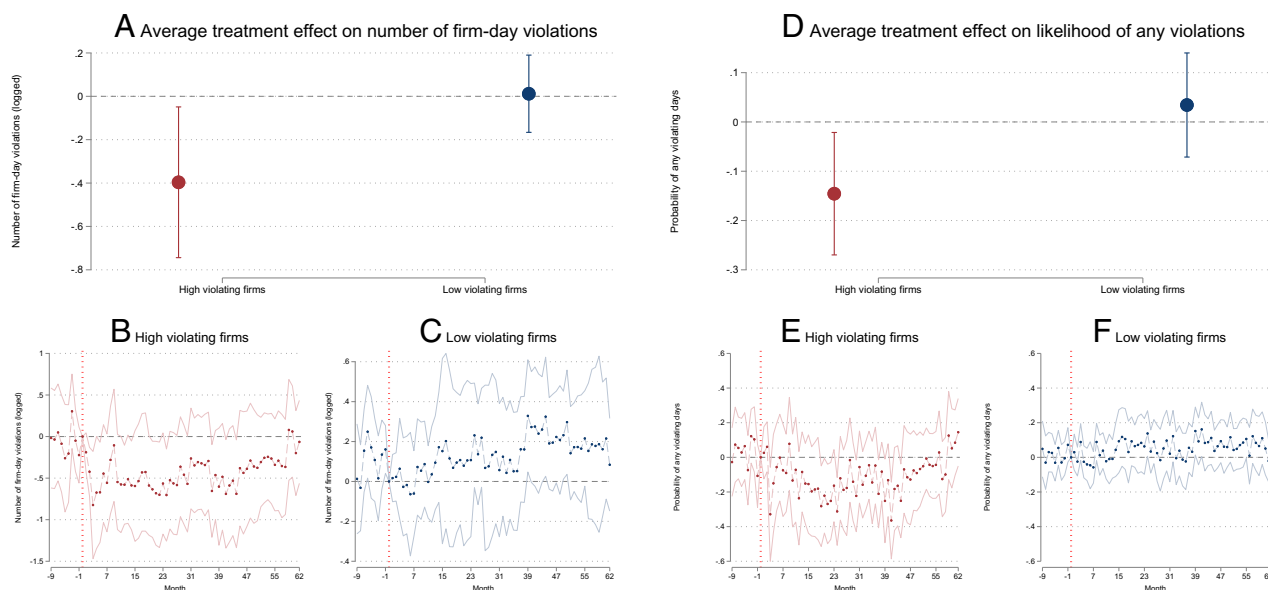 A Average treatment effect on number of firm-day violations
Number of firm-day violations (logged)
.2
0
-.2
-.4
-.6
-.8
High violating firms
Low violating firms
D Average treatment effect on likelihood of any violations
Probability of any violating days
.1
0
-.1
-.2
-.3
High violating firms
Low violating firms
B High violating firms
Number of firm-day violations (logged)
1
.5
0
-.5
-1
-1.5
-9 -1 7 15 23 31 39 47 55 62
Month
C Low violating firms
Number of firm-day violations (logged)
.6
.4
.2
0
-.2
-.4
-9 -1 7 15 23 31 39 47 55 62
Month
E High violating firms
Probability of any violating days
.6
.4
.2
0
-.2
-.4
-.6
-9 -1 7 15 23 31 39 47 55 62
Month
F Low violating firms
Probability of any violating days
.6
.4
.2
0
-.2
-.4
-.6
-9 -1 7 15 23 31 39 47 55
Month